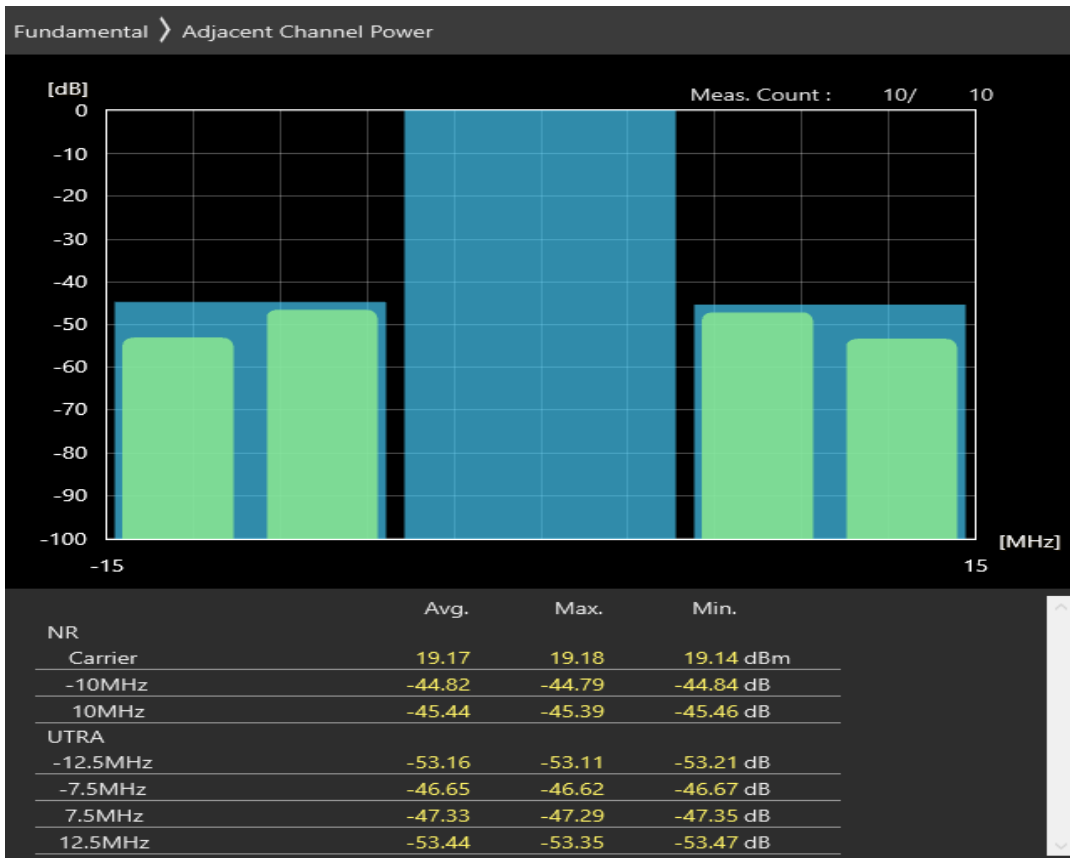 Fundamental 〉 Adjacent Channel Power
[dB]
Meas. Count : 10/ 10
0
-10
-20
-30
-40
-50
-60
-70
-80
-90
-100
[MHz]
-15 15
Avg. Max. Min.
NR
Carrier 19.17 19.18 19.14 dBm
-10MHz -44.82 -44.79 -44.84 dB
10MHz -45.44 -45.39 -45.46 dB
UTRA
-12.5MHz -53.16 -53.11 -53.21 dB
-7.5MHz -46.65 -46.62 -46.67 dB
7.5MHz -47.33 -47.29 -47.35 dB
12.5MHz -53.44 -53.35 -53.47 dB